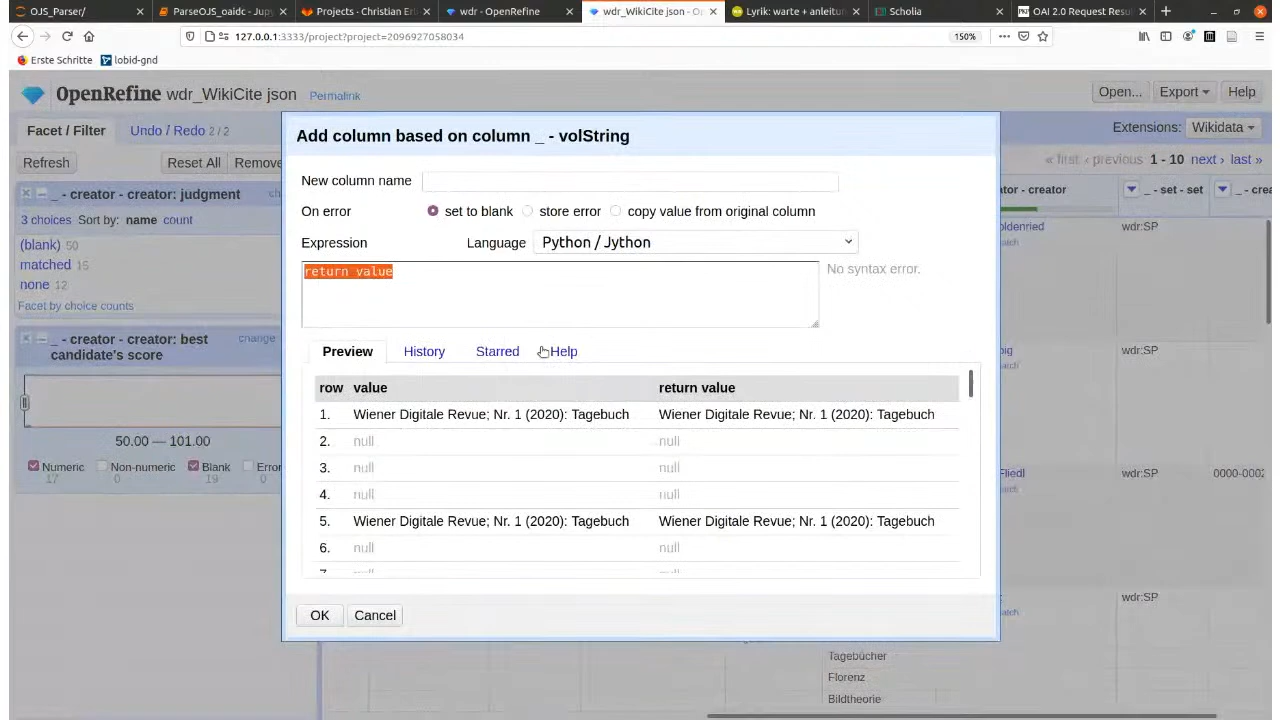 OJS_Parser/
ParseOJS_oaidc - Jupy
Projects · Christian Erla
wdr - OpenRefine
wdr_WikiCite json - Op
Lyrik: warte + anleitun
Scholia
OAI 2.0 Request Resu
127.0.0.1:3333/project?project=2096927058034
150%
Erste Schritte
lobid-gnd
OpenRefine wdr_WikiCite json Permalink
Open... Export Help
Facet / Filter Undo / Redo 2 / 2
Extensions: Wikidata
Refresh Reset All Remove
« first ‹ previous 1 - 10 next › last »
_ - creator - creator: judgment
3 choices Sort by: name count
(blank) 50
matched 15
none 12
Facet by choice counts
_ - creator - creator: best candidate's score
change
50.00 — 101.00
Numeric 17
Non-numeric 0
Blank 19
Error 0
Add column based on column _ - volString
New column name
On error set to blank store error copy value from original column
Expression Language Python / Jython
return value
No syntax error.
Preview History Starred Help
row value return value
1. Wiener Digitale Revue; Nr. 1 (2020): Tagebuch Wiener Digitale Revue; Nr. 1 (2020): Tagebuch
2. null null
3. null null
4. null null
5. Wiener Digitale Revue; Nr. 1 (2020): Tagebuch Wiener Digitale Revue; Nr. 1 (2020): Tagebuch
6. null null
7. null null
OK Cancel
ator - creator
_ - set - set
_ - crea
oldenried
atch
wdr:SP
wdr:SP
Fliedl
wdr:SP
0000-0002
wdr:SP
atch
Tagebücher
Florenz
Bildtheorie